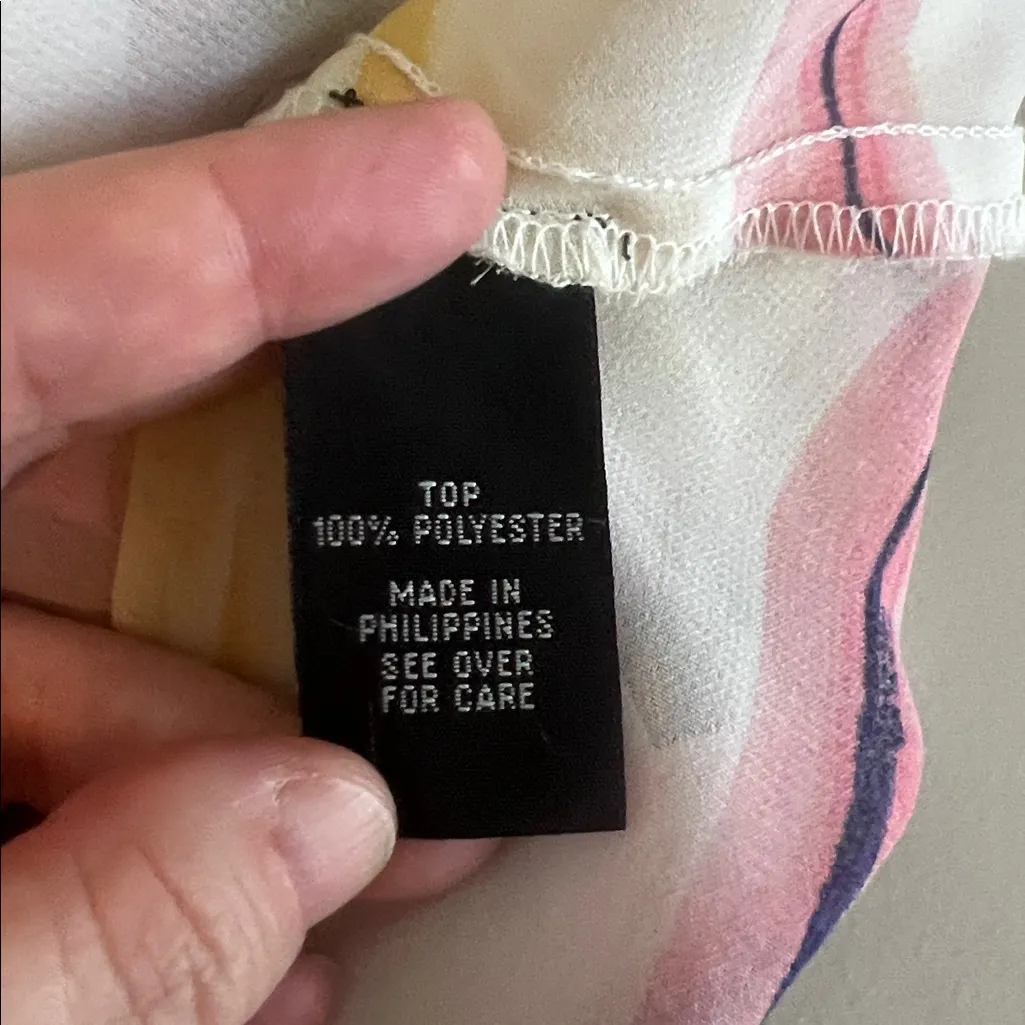 TOP
100% POLYESTER
MADE IN
PHILIPPINES
SEE OVER
FOR CARE